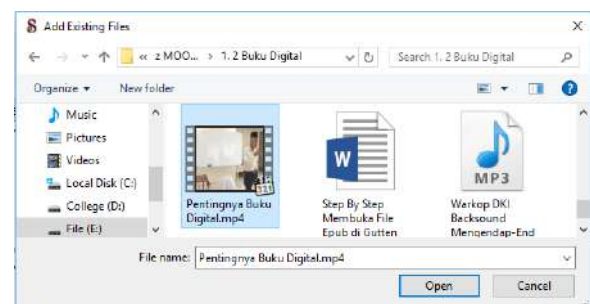 Add Existing Files
« z MOO... › 1. 2 Buku Digital
Search 1. 2 Buku Digital
Organize
New folder
Music
Pictures
Videos
Local Disk (C:)
College (D:)
File (E:)
Pentingnya Buku
Digital.mp4
W
Step By Step
Membuka File
Epub di Gutten
MP3
Warkop DKI
Backsound
Mengendap-End
File name: Pentingnya Buku Digital.mp4
Open
Cancel